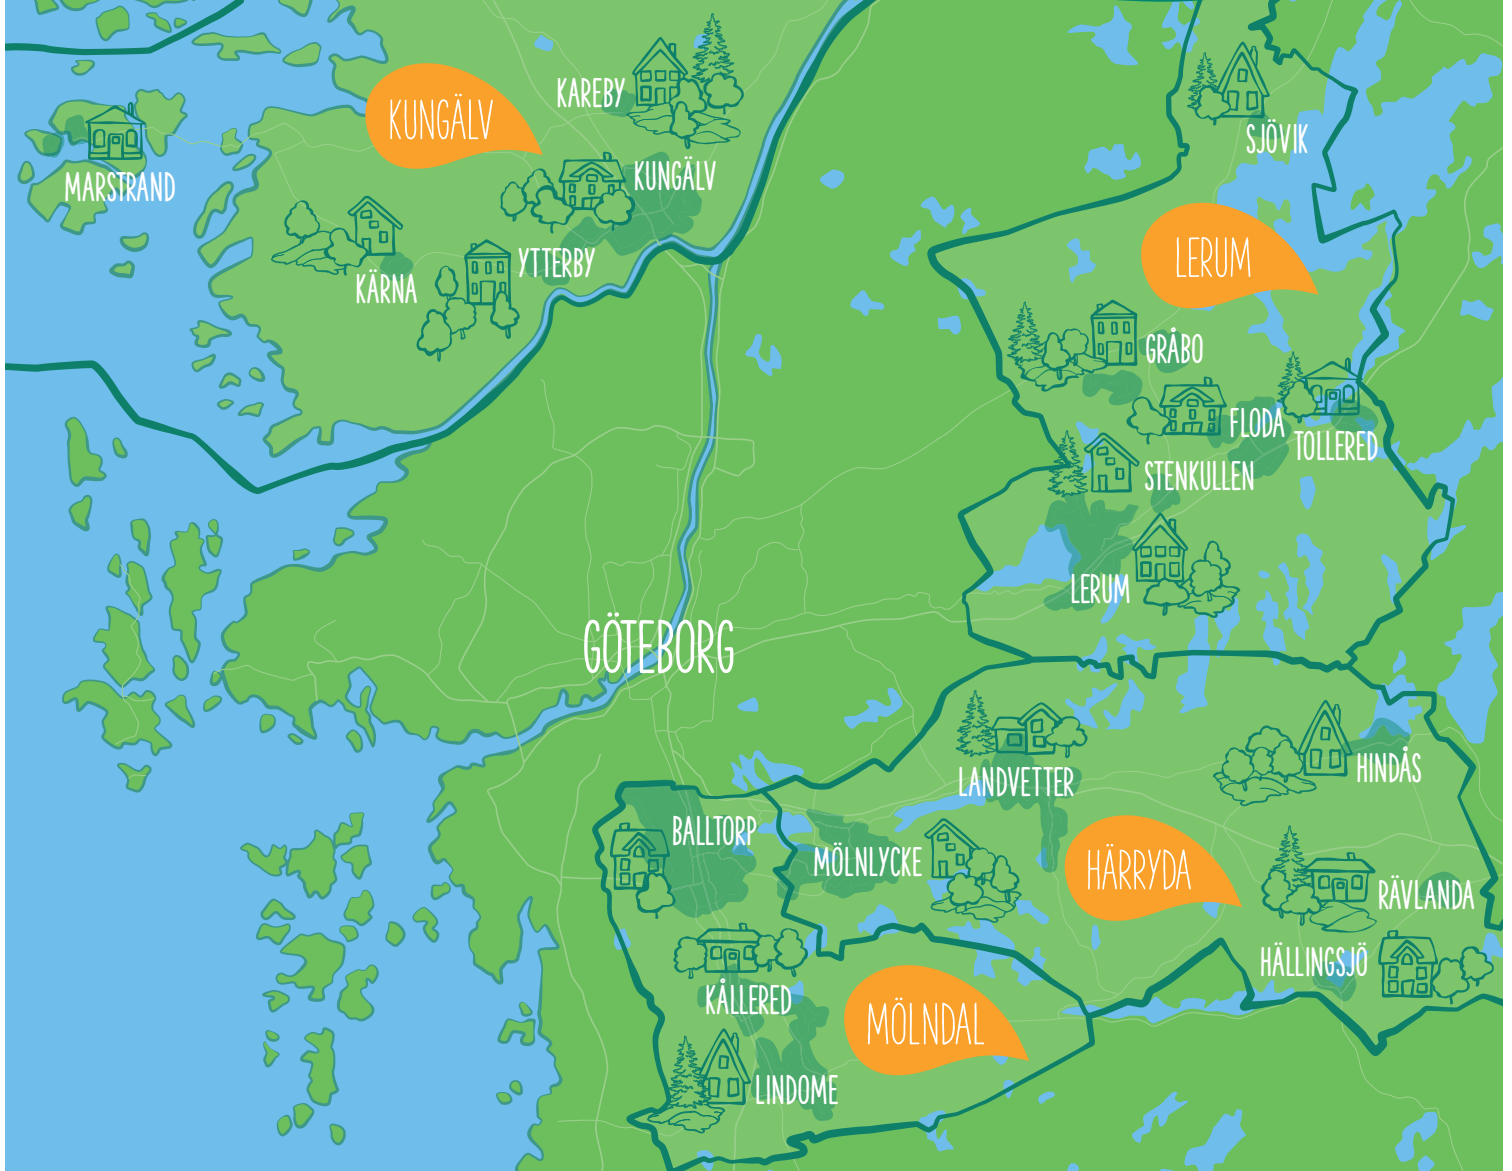 KAREBY
KUNGÄLV
MARSTRAND
KUNGÄLV
SJÖVIK
YTTERBY
KÄRNA
LERUM
GRÅBO
FLODA
TOLLERED
STENKULLEN
LERUM
GÖTEBORG
LANDVETTER
HINDÅS
BALLTORP
MÖLNLYCKE
HÄRRYDA
RÄVLANDA
HÄLLINGSJÖ
KÅLLERED
MÖLNDAL
LINDOME